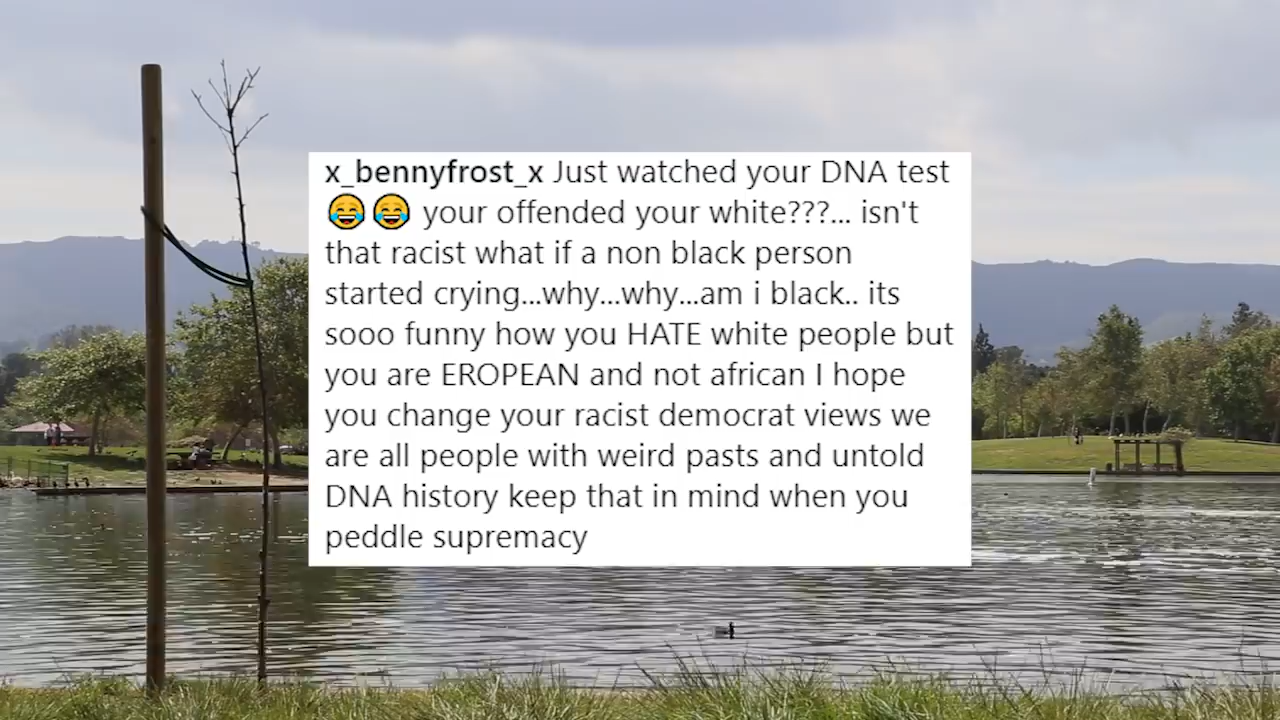 x_bennyfrost_x Just watched your DNA test
😂😂 your offended your white???... isn't
that racist what if a non black person
started crying...why...why...am i black.. its
sooo funny how you HATE white people but
you are EROPEAN and not african I hope
you change your racist democrat views we
are all people with weird pasts and untold
DNA history keep that in mind when you
peddle supremacy